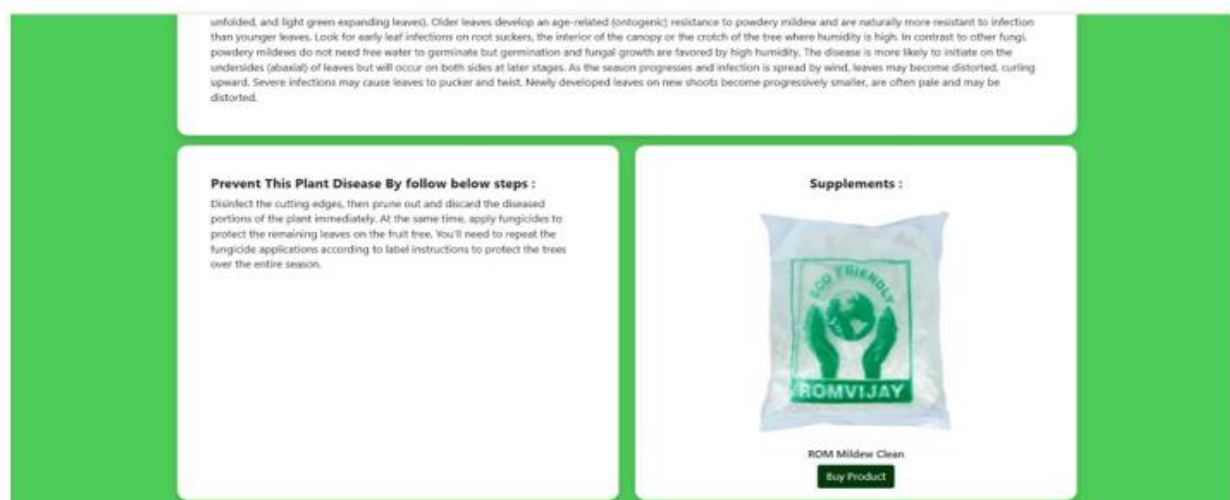 unfolded, and light green expanding leaves). Older leaves develop an age-related (ontogenic) resistance to powdery mildew and are naturally more resistant to infection
than younger leaves. Look for early leaf infections on root suckers, the interior of the canopy or the crotch of the tree where humidity is high. In contrast to other fungi,
powdery mildews do not need free water to germinate but germination and fungal growth are favored by high humidity. The disease is more likely to initiate on the
undersides (abaxial) of leaves but will occur on both sides at later stages. As the season progresses and infection is spread by wind, leaves may become distorted, curling
upward. Severe infections may cause leaves to pucker and twist. Newly developed leaves on new shoots become progressively smaller, are often pale and may be
distorted.
Prevent This Plant Disease By follow below steps :
Disinfect the cutting edges, then prune out and discard the diseased
portions of the plant immediately. At the same time, apply fungicides to
protect the remaining leaves on the fruit tree. You'll need to repeat the
fungicide applications according to label instructions to protect the trees
over the entire season.
Supplements :
ECO FRIENDLY
ROMVIJAY
ROM Mildew Clean
Buy Product